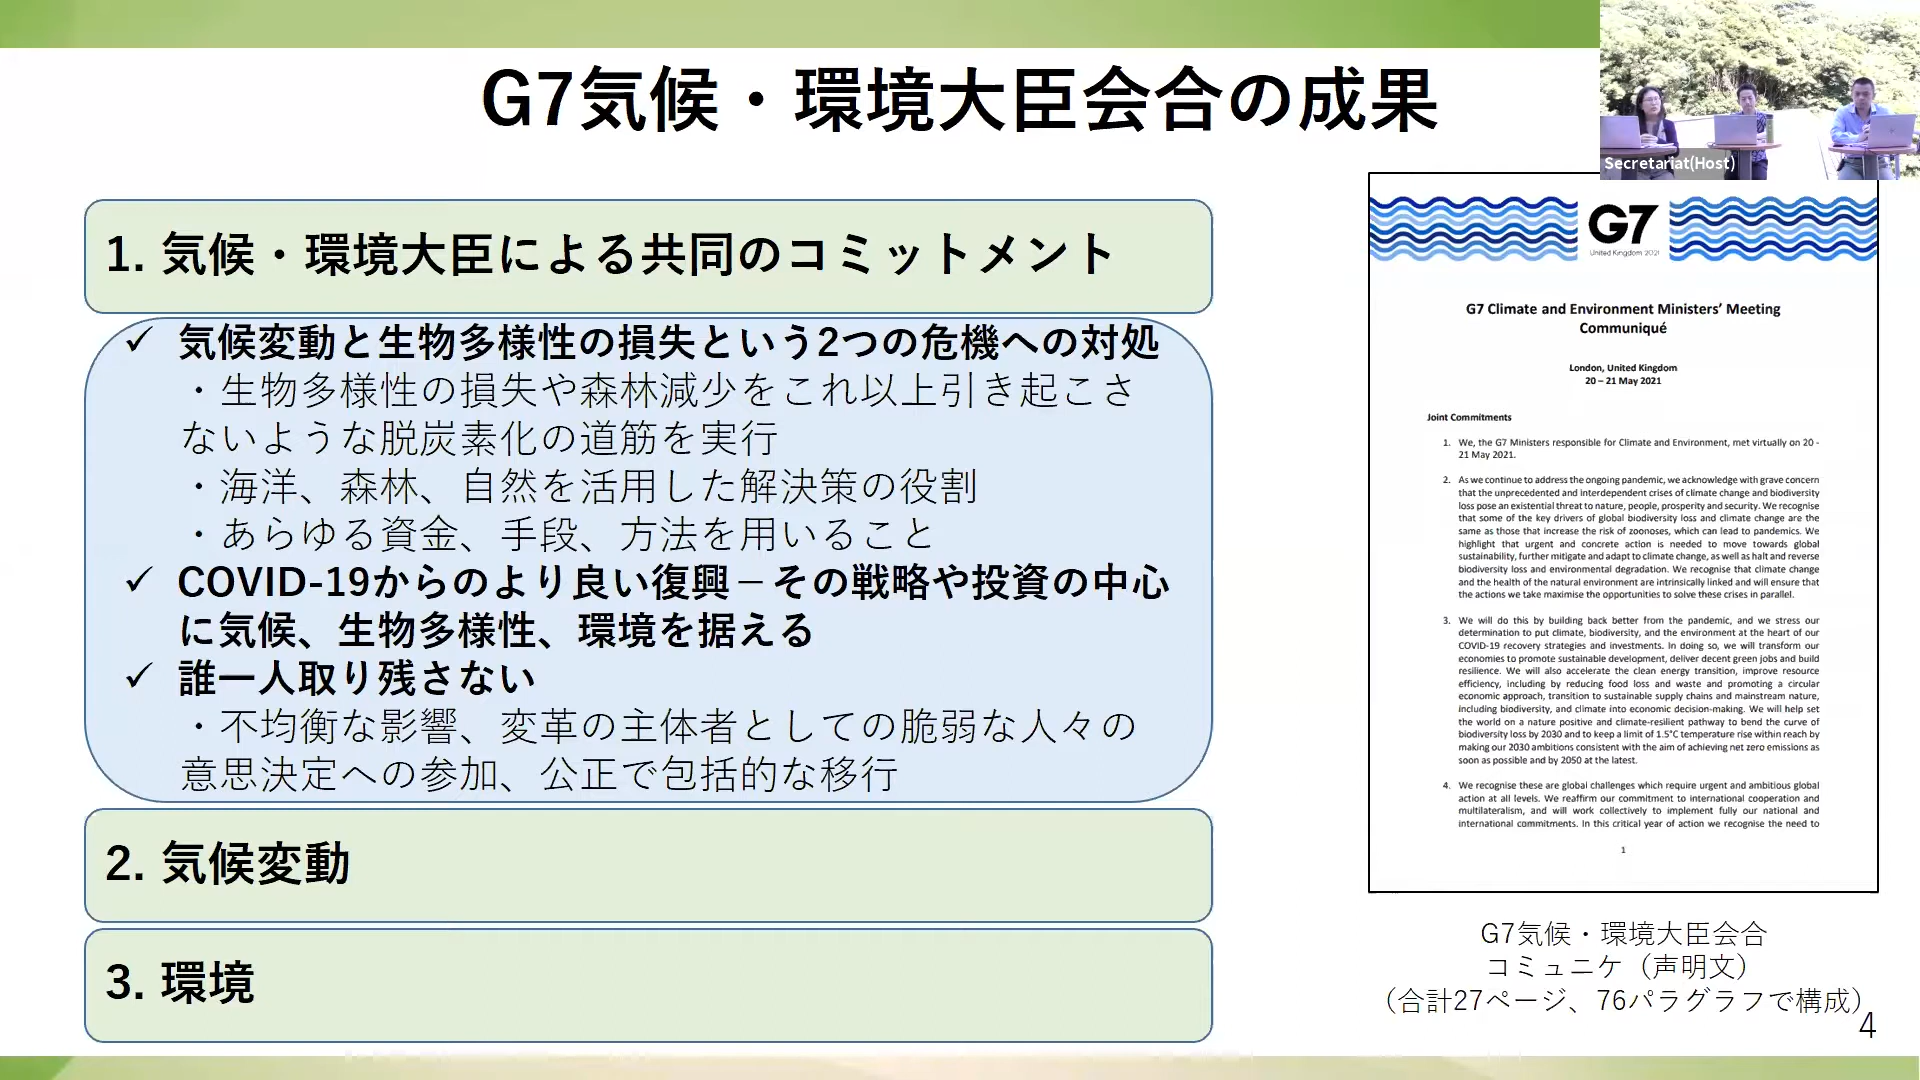 G7気候・環境大臣会合の成果
Secretariat(Host)
1. 気候・環境大臣による共同のコミットメント
✓ 気候変動と生物多様性の損失という2つの危機への対処
・生物多様性の損失や森林減少をこれ以上引き起こさ
ないような脱炭素化の道筋を実行
・海洋、森林、自然を活用した解決策の役割
・あらゆる資金、手段、方法を用いること
✓ COVID-19からのより良い復興－その戦略や投資の中心
に気候、生物多様性、環境を据える
✓ 誰一人取り残さない
・不均衡な影響、変革の主体者としての脆弱な人々の
意思決定への参加、公正で包括的な移行
2. 気候変動
3. 環境
G7
United Kingdom 2021
G7 Climate and Environment Ministers’ Meeting
Communiqué
London, United Kingdom
20 – 21 May 2021
Joint Commitments
1. We, the G7 Ministers responsible for Climate and Environment, met virtually on 20 -
21 May 2021.
2. As we continue to address the ongoing pandemic, we acknowledge with grave concern
that the unprecedented and interdependent crises of climate change and biodiversity
loss pose an existential threat to nature, people, prosperity and security. We recognise
that some of the key drivers of global biodiversity loss and climate change are the
same as those that increase the risk of zoonoses, which can lead to pandemics. We
highlight that urgent and concrete action is needed to move towards global
sustainability, further mitigate and adapt to climate change, as well as halt and reverse
biodiversity loss and environmental degradation. We recognise that climate change
and the health of the natural environment are intrinsically linked and will ensure that
the actions we take maximise the opportunities to solve these crises in parallel.
3. We will do this by building back better from the pandemic, and we stress our
determination to put climate, biodiversity, and the environment at the heart of our
COVID-19 recovery strategies and investments. In doing so, we will transform our
economies to promote sustainable development, deliver decent green jobs and build
resilience. We will also accelerate the clean energy transition, improve resource
efficiency, including by reducing food loss and waste and promoting a circular
economic approach, transition to sustainable supply chains and mainstream nature,
including biodiversity, and climate into economic decision-making. We will help set
the world on a nature positive and climate-resilient pathway to bend the curve of
biodiversity loss by 2030 and to keep a limit of 1.5°C temperature rise within reach by
making our 2030 ambitions consistent with the aim of achieving net zero emissions as
soon as possible and by 2050 at the latest.
4. We recognise these are global challenges which require urgent and ambitious global
action at all levels. We reaffirm our commitment to international cooperation and
multilateralism, and will work collectively to implement fully our national and
international commitments. In this critical year of action we recognise the need to
1
G7気候・環境大臣会合
コミュニケ（声明文）
（合計27ページ、76パラグラフで構成）
4